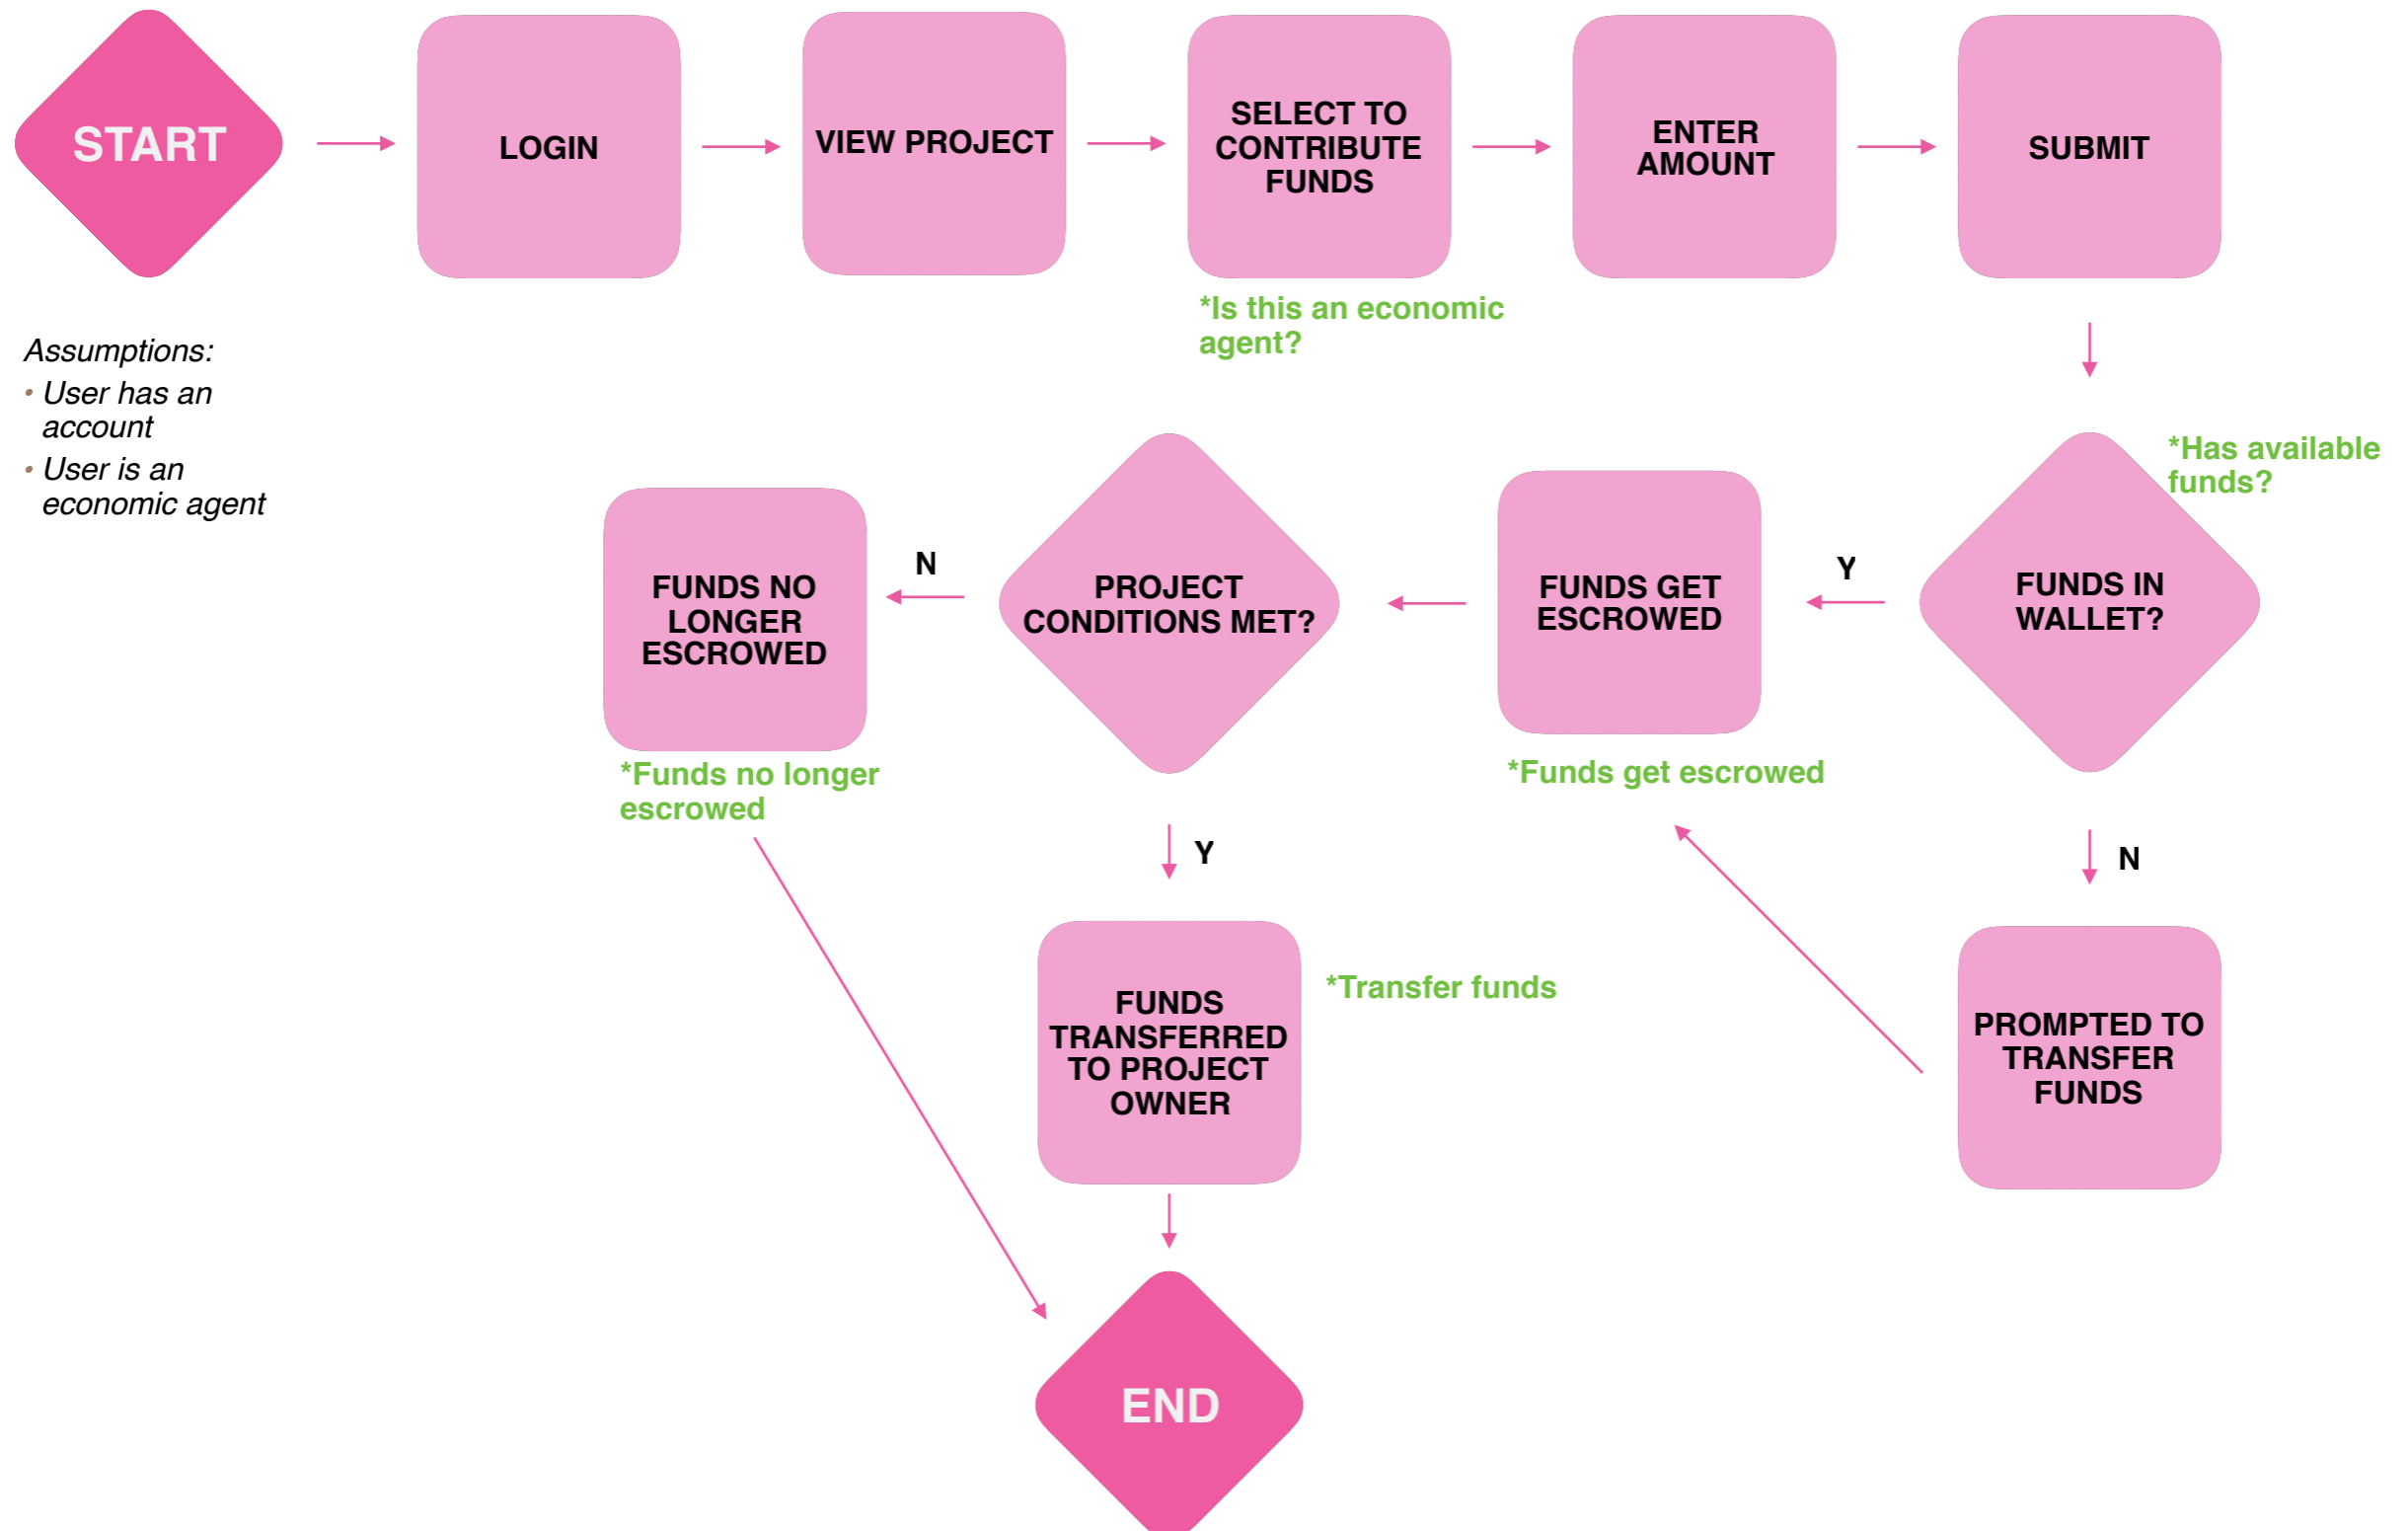 START
LOGIN
VIEW PROJECT
SELECT TO
CONTRIBUTE
FUNDS
ENTER
AMOUNT
SUBMIT
*Is this an economic
agent?
Assumptions:
• User has an
account
• User is an
economic agent
*Has available
funds?
FUNDS IN
WALLET?
Y
FUNDS GET
ESCROWED
*Funds get escrowed
PROJECT
CONDITIONS MET?
N
FUNDS NO
LONGER
ESCROWED
*Funds no longer
escrowed
Y
N
FUNDS
TRANSFERRED
TO PROJECT
OWNER
*Transfer funds
PROMPTED TO
TRANSFER
FUNDS
END